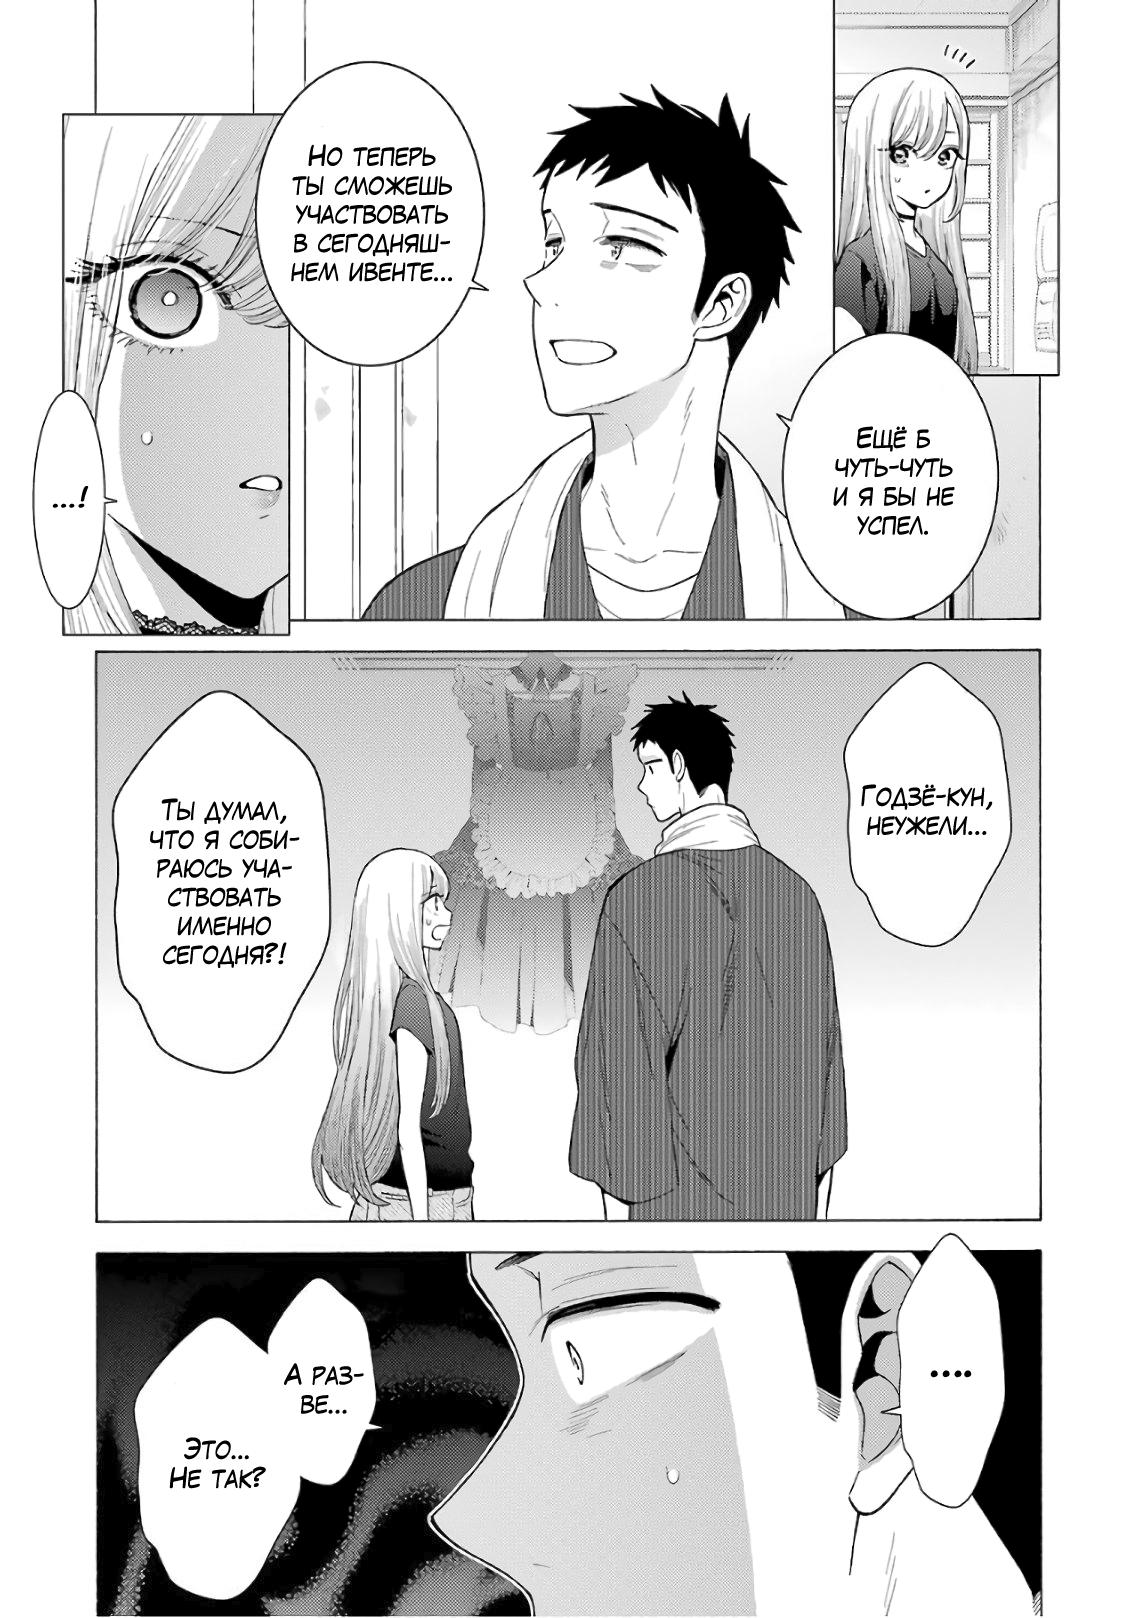 Ещё б
чуть-чуть
и я бы не
успел.
Но теперь
ты сможешь
участвовать
в сегодняш-
нем ивенте...
...!
Годзё-кун,
неужели...
Ты думал,
что я соби-
раюсь уча-
ствовать
именно
сегодня?!
....
А раз-
ве...
Это...
Не так?